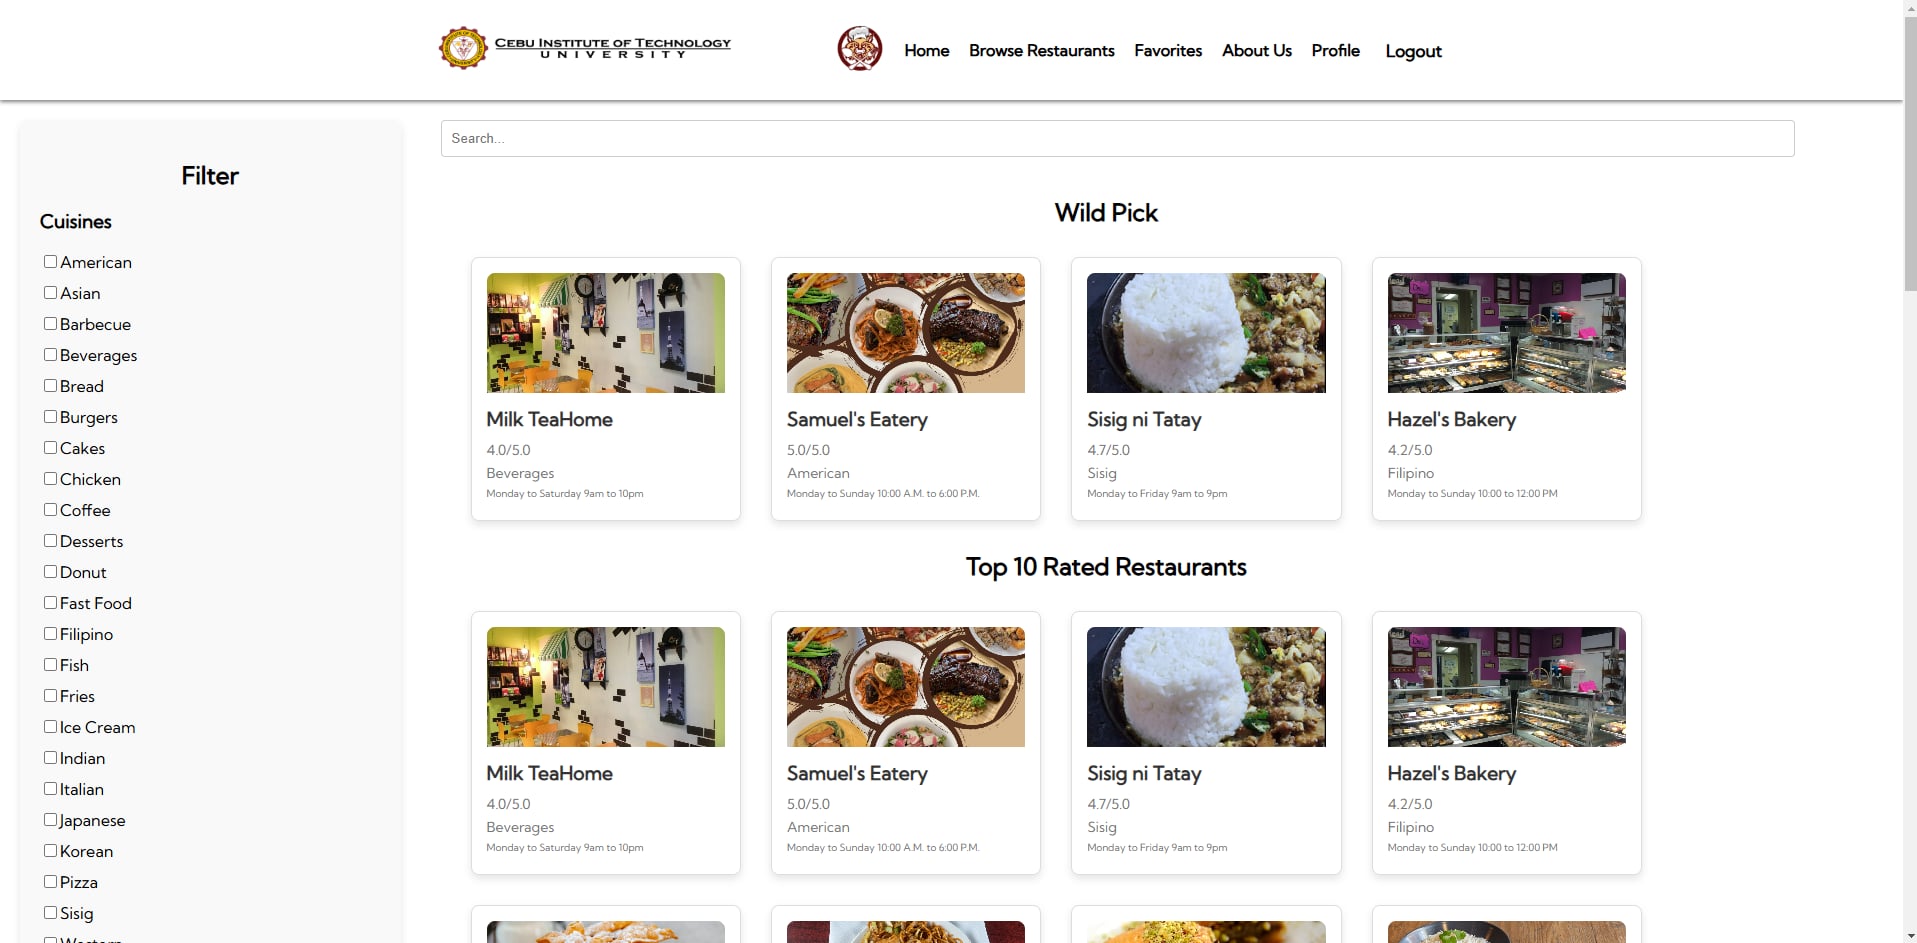 CEBU INSTITUTE OF TECHNOLOGY
UNIVERSITY
Home
Browse Restaurants
Favorites
About Us
Profile
Logout
Search...
Filter
Cuisines
American
Asian
Barbecue
Beverages
Bread
Burgers
Cakes
Chicken
Coffee
Desserts
Donut
Fast Food
Filipino
Fish
Fries
Ice Cream
Indian
Italian
Japanese
Korean
Pizza
Sisig
Western
Wild Pick
Milk TeaHome
4.0/5.0
Beverages
Monday to Saturday 9am to 10pm
Samuel's Eatery
5.0/5.0
American
Monday to Sunday 10:00 A.M. to 6:00 P.M.
Sisig ni Tatay
4.7/5.0
Sisig
Monday to Friday 9am to 9pm
Hazel's Bakery
4.2/5.0
Filipino
Monday to Sunday 10:00 to 12:00 PM
Top 10 Rated Restaurants
Milk TeaHome
4.0/5.0
Beverages
Monday to Saturday 9am to 10pm
Samuel's Eatery
5.0/5.0
American
Monday to Sunday 10:00 A.M. to 6:00 P.M.
Sisig ni Tatay
4.7/5.0
Sisig
Monday to Friday 9am to 9pm
Hazel's Bakery
4.2/5.0
Filipino
Monday to Sunday 10:00 to 12:00 PM